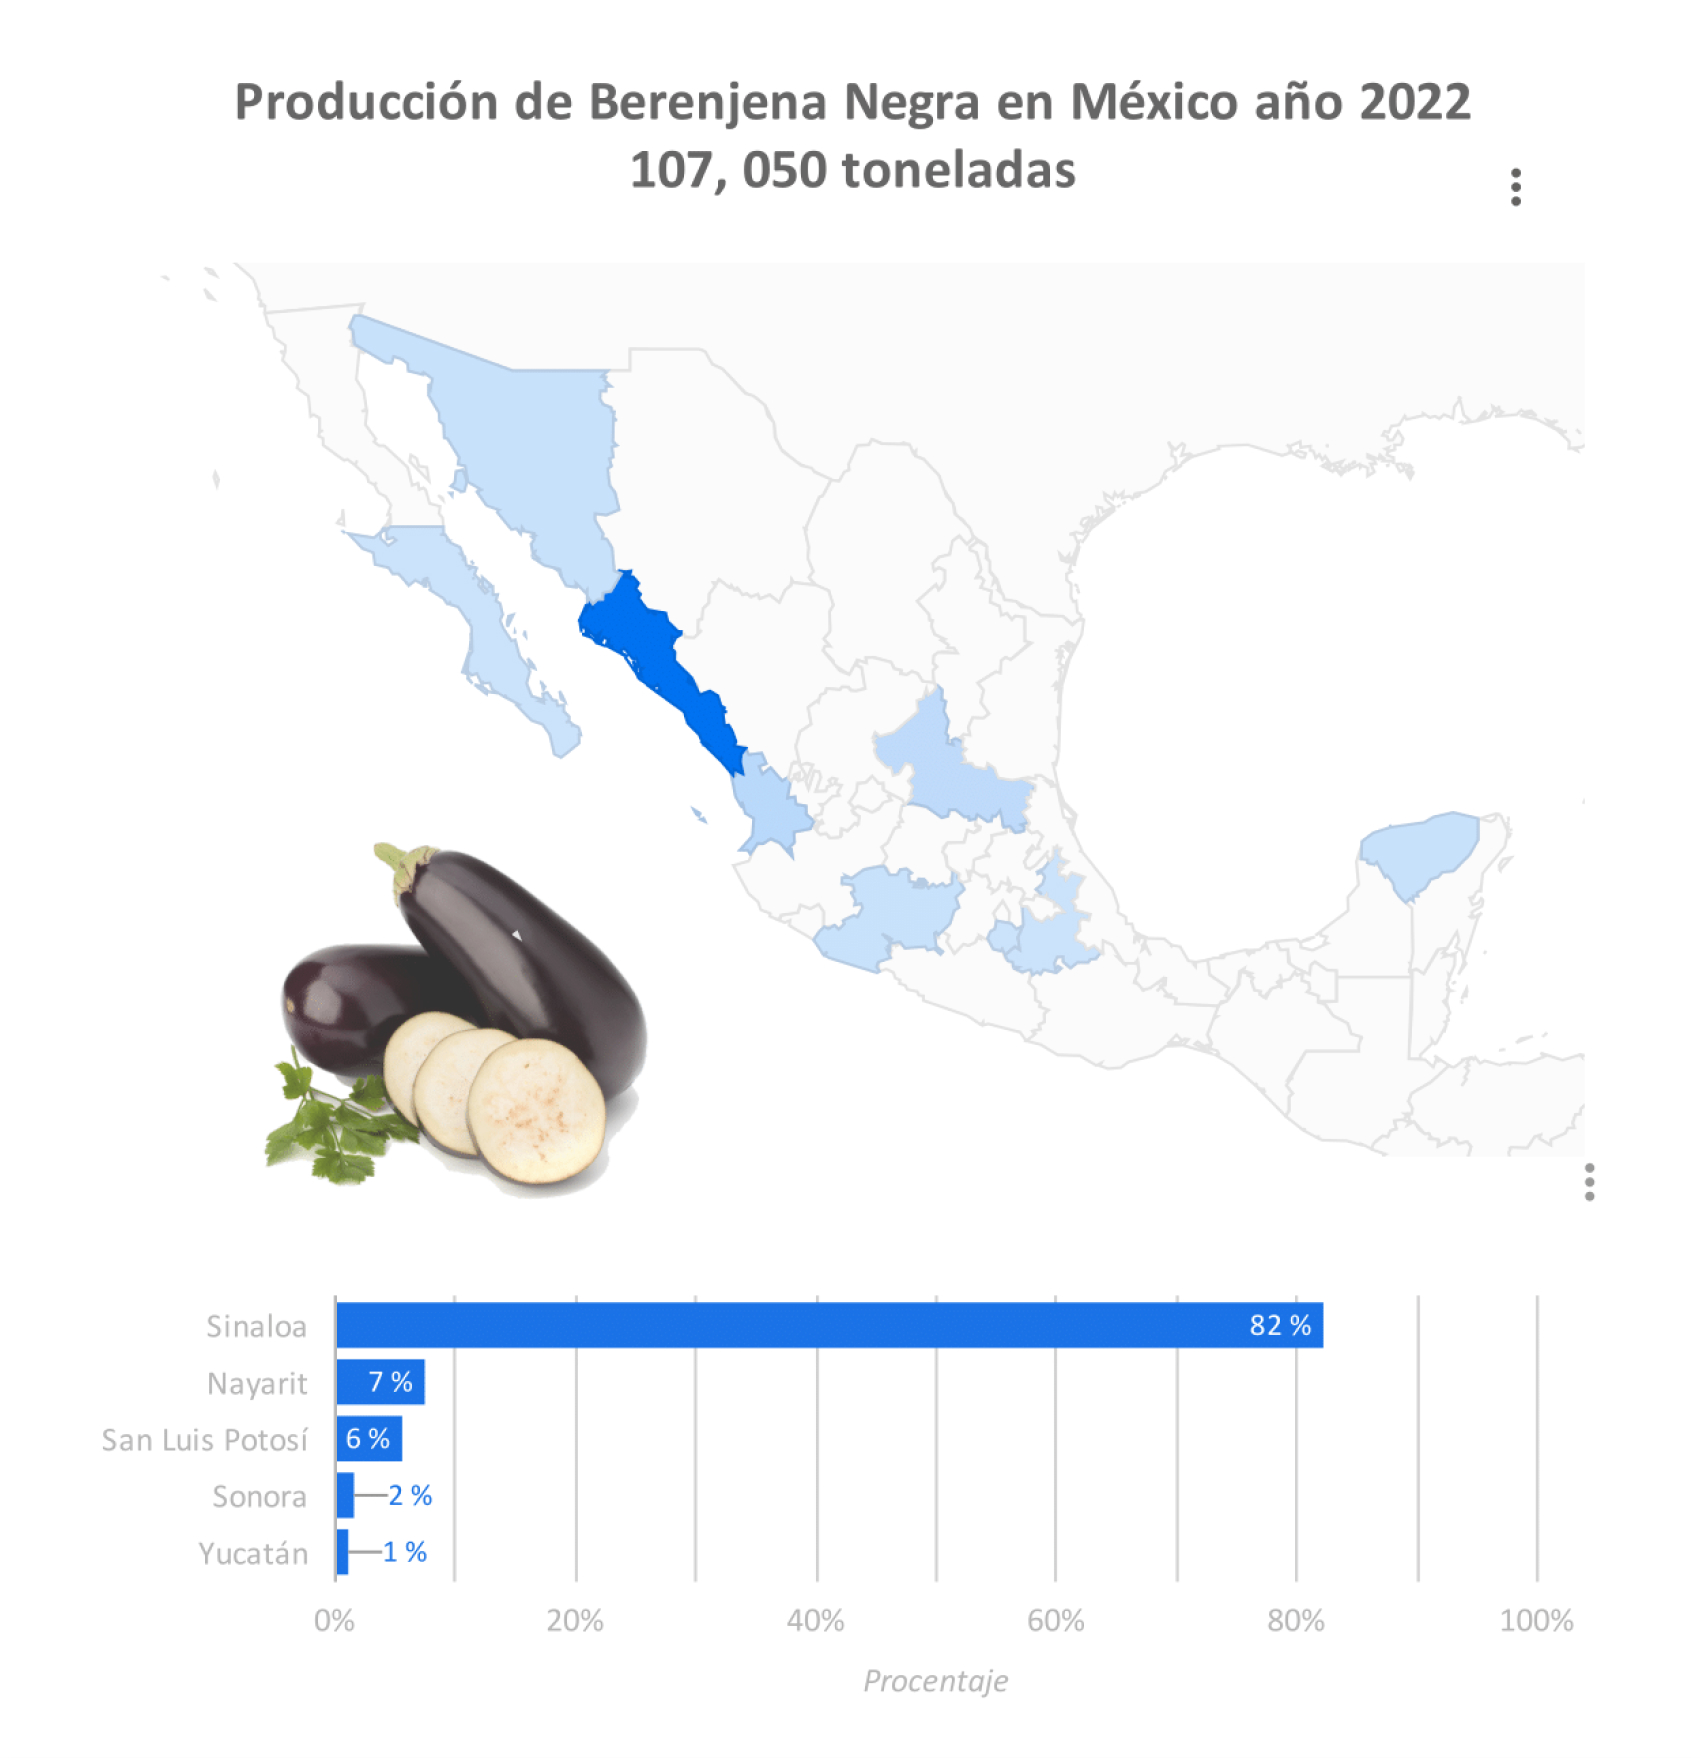 Producción de Berenjena Negra en México año 2022
107, 050 toneladas
Sinaloa
82 %
Nayarit
7 %
San Luis Potosí
6 %
Sonora
2 %
Yucatán
1 %
0%
20%
40%
60%
80%
100%
Procentaje